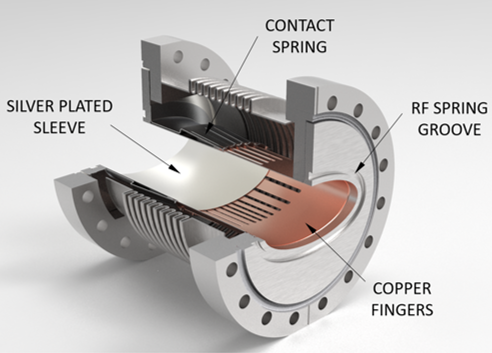 CONTACT
SPRING
SILVER PLATED
SLEEVE
RF SPRING
GROOVE
COPPER
FINGERS